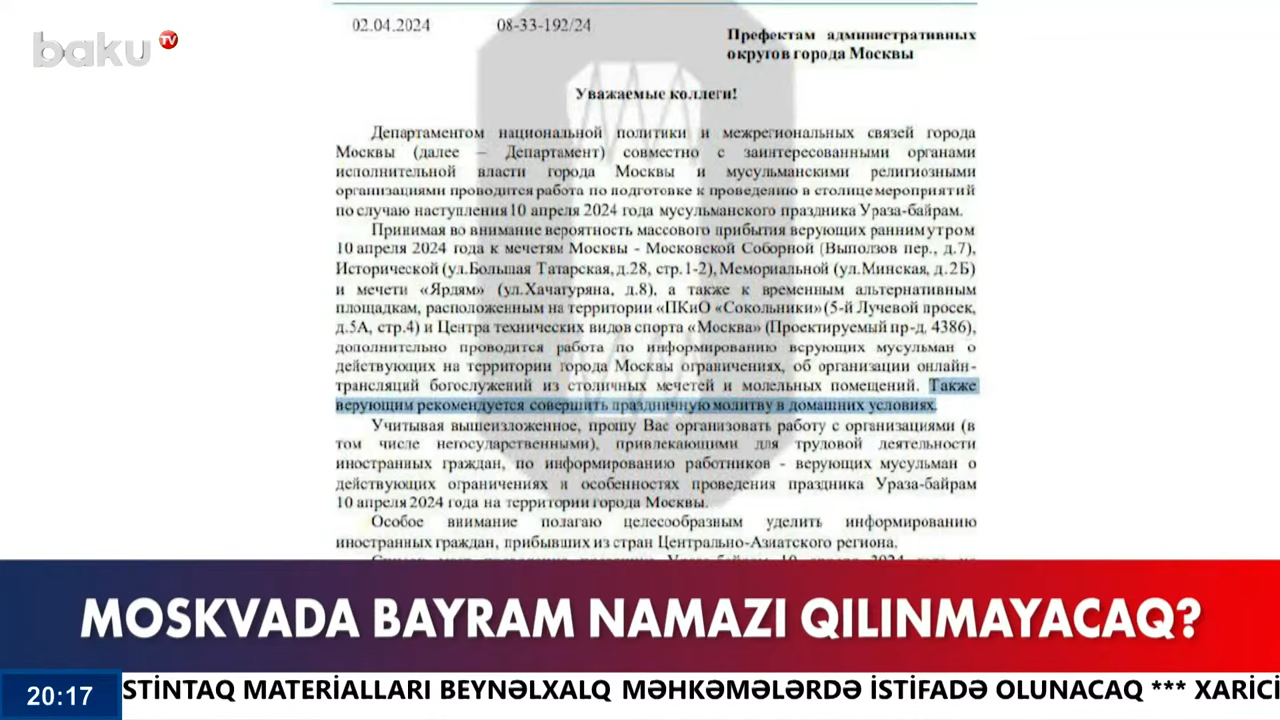 baku TV
02.04.2024 08-33-192/24
Префектам административных
округов города Москвы
Уважаемые коллеги!
Департаментом национальной политики и межрегиональных связей города
Москвы (далее – Департамент) совместно с заинтересованными органами
исполнительной власти города Москвы и мусульманскими религиозными
организациями проводится работа по подготовке к проведению в столице мероприятий
по случаю наступления 10 апреля 2024 года мусульманского праздника Ураза-байрам.
Принимая во внимание вероятность массового прибытия верующих ранним утром
10 апреля 2024 года к мечетям Москвы - Московской Соборной (Выползов пер., д.7),
Исторической (ул.Большая Татарская, д.28, стр.1-2), Мемориальной (ул.Минская, д.2Б)
и мечети «Ярдям» (ул.Хачатуряна, д.8), а также к временным альтернативным
площадкам, расположенным на территории «ПКиО «Сокольники» (5-й Лучевой просек,
д.5А, стр.4) и Центра технических видов спорта «Москва» (Проектируемый пр-д, 4386),
дополнительно проводится работа по информированию верующих мусульман о
действующих на территории города Москвы ограничениях, об организации онлайн-
трансляций богослужений из столичных мечетей и молельных помещений. Также
верующим рекомендуется совершить праздничную молитву в домашних условиях.
Учитывая вышеизложенное, прошу Вас организовать работу с организациями (в
том числе негосударственными), привлекающими для трудовой деятельности
иностранных граждан, по информированию работников - верующих мусульман о
действующих ограничениях и особенностях проведения праздника Ураза-байрам
10 апреля 2024 года на территории города Москвы.
Особое внимание полагаю целесообразным уделить информированию
иностранных граждан, прибывших из стран Центрально-Азиатского региона.
MOSKVADA BAYRAM NAMAZI QILINMAYACAQ?
20:17 STİNTAQ MATERİALLARI BEYNƏLXALQ MƏHKƏMƏLƏRDƏ İSTİFADƏ OLUNACAQ *** XARİCİ